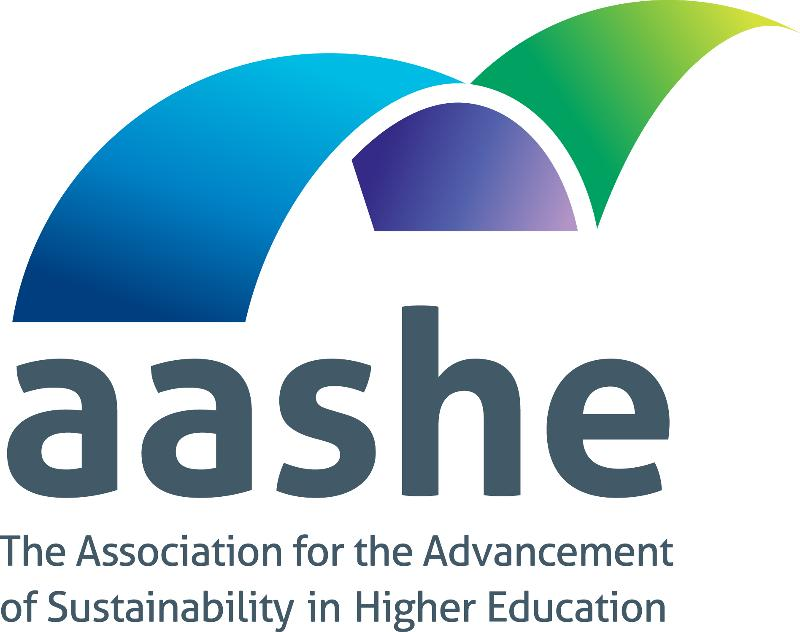 aashe
The Association for the Advancement
of Sustainability in Higher Education